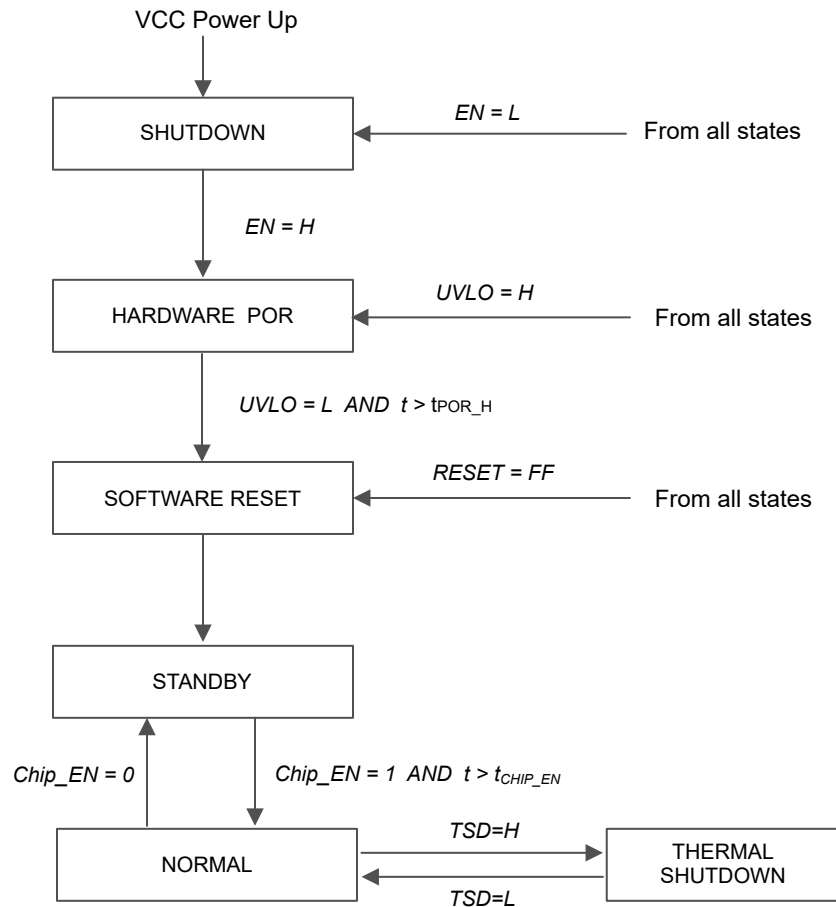 VCC Power Up
SHUTDOWN
EN = L
From all states
EN = H
HARDWARE POR
UVLO = H
From all states
UVLO = L AND t > tPOR_H
SOFTWARE RESET
RESET = FF
From all states
STANDBY
Chip_EN = 0
Chip_EN = 1 AND t > tCHIP_EN
NORMAL
TSD=H
TSD=L
THERMAL
SHUTDOWN